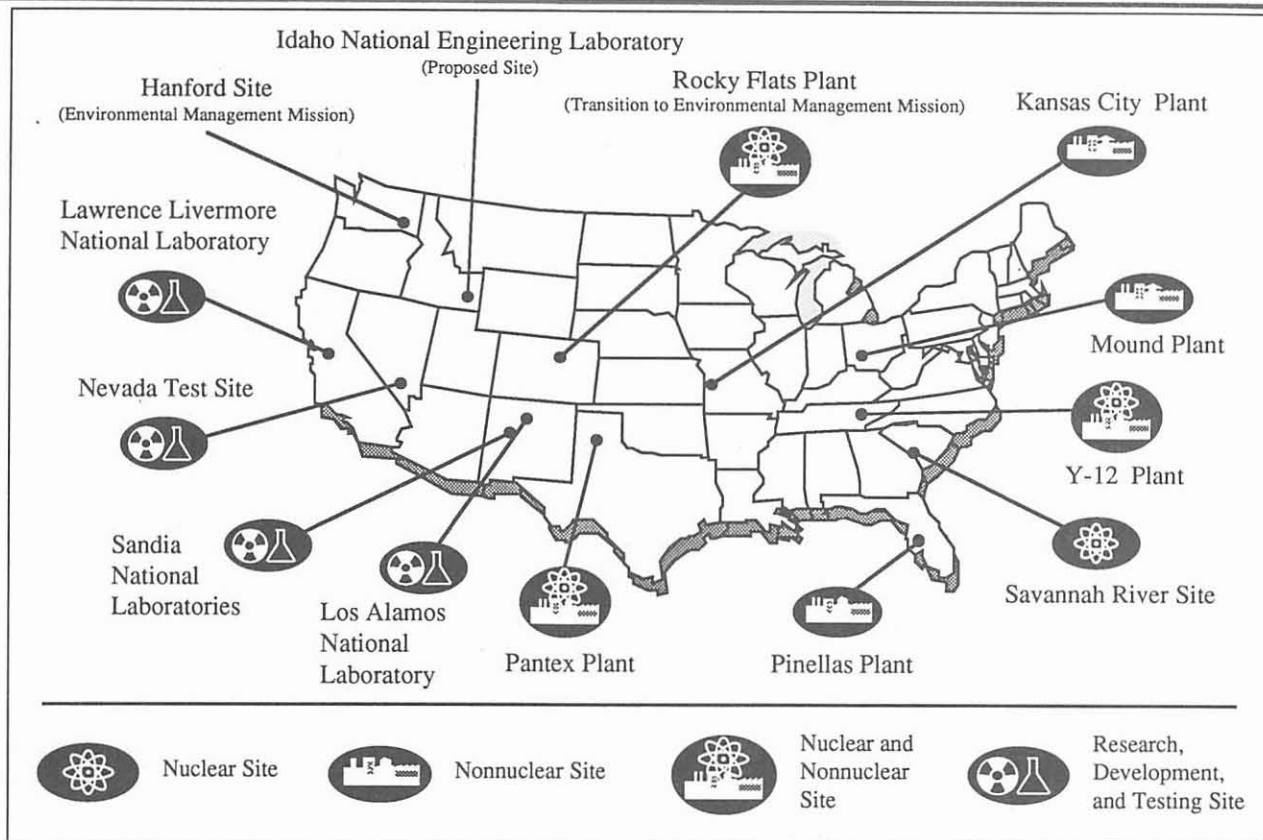 Idaho National Engineering Laboratory
(Proposed Site)
Hanford Site
(Environmental Management Mission)
Rocky Flats Plant
(Transition to Environmental Management Mission)
Kansas City Plant
Lawrence Livermore
National Laboratory
Mound Plant
Nevada Test Site
Y-12 Plant
Sandia
National
Laboratories
Los Alamos
National
Laboratory
Pantex Plant
Pinellas Plant
Savannah River Site
Nuclear Site
Nonnuclear Site
Nuclear and
Nonnuclear
Site
Research,
Development,
and Testing Site